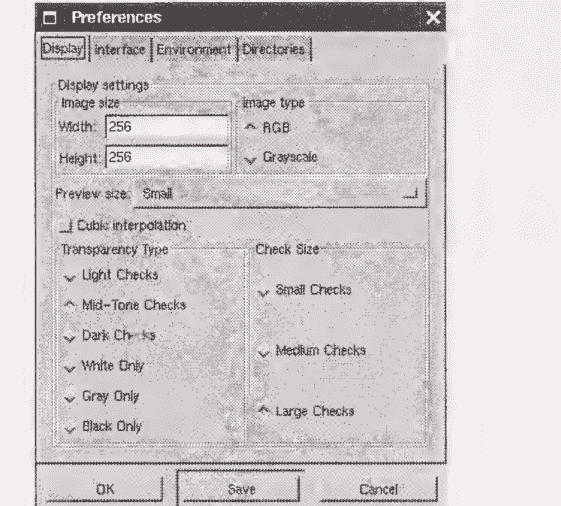 Preferences
Display Interface Environment Directories
Display settings
Image size
Width: 256
Height: 256
Image type
RGB
Grayscale
Preview size: Small
Cubic interpolation
Transparency Type
Light Checks
Mid-Tone Checks
Dark Checks
White Only
Gray Only
Black Only
Check Size
Small Checks
Medium Checks
Large Checks
OK Save Cancel